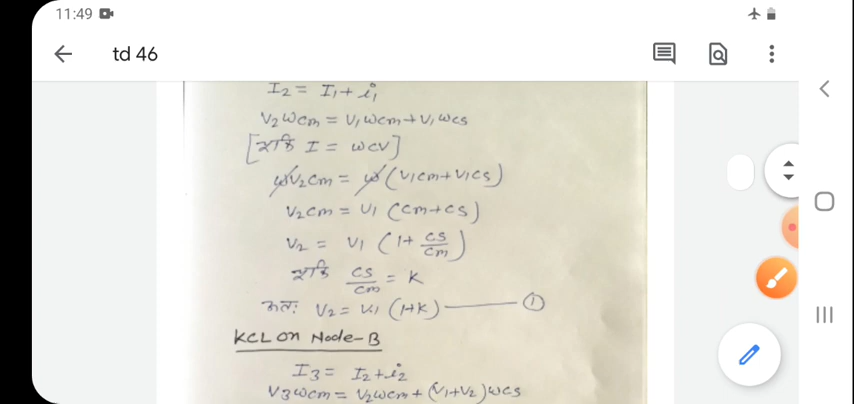 11:49
td 46
I₂ = I₁ + i₁
V₂ωcm = V₁ωcm + V₁ωcs
[यदि I = ωcv]
ωV₂cm = ω (V₁cm + V₁cs)
V₂cm = V₁ (cm + cs)
V₂ = V₁ (1 + cs/cm)
यदि cs/cm = K
अतः V₂ = V₁ (1+K) ——— ①
KCL on Node-B
I₃ = I₂ + i₂
V₃ωcm = V₂ωcm + (V₁+V₂)ωcs